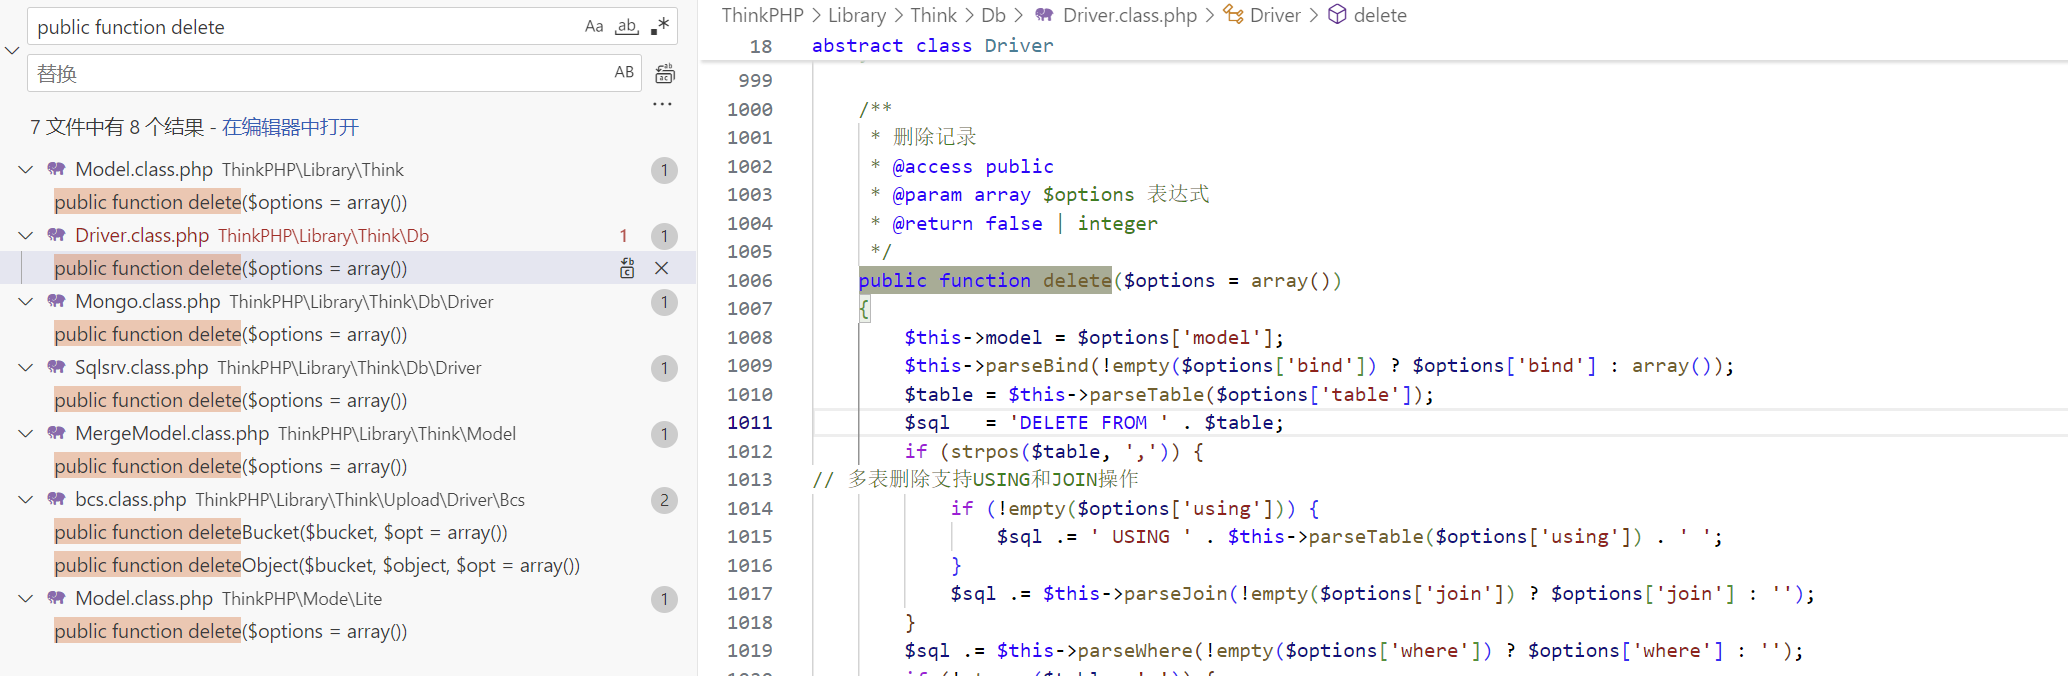 public function delete
Aa ab .*
替换
AB
...
7 文件中有 8 个结果 - 在编辑器中打开
Model.class.php ThinkPHP\Library\Think 1
public function delete($options = array())
Driver.class.php ThinkPHP\Library\Think\Db 1 1
public function delete($options = array())
Mongo.class.php ThinkPHP\Library\Think\Db\Driver 1
public function delete($options = array())
Sqlsrv.class.php ThinkPHP\Library\Think\Db\Driver 1
public function delete($options = array())
MergeModel.class.php ThinkPHP\Library\Think\Model 1
public function delete($options = array())
bcs.class.php ThinkPHP\Library\Think\Upload\Driver\Bcs 2
public function deleteBucket($bucket, $opt = array())
public function deleteObject($bucket, $object, $opt = array())
Model.class.php ThinkPHP\Mode\Lite 1
public function delete($options = array())
ThinkPHP > Library > Think > Db > Driver.class.php > Driver > delete
18 abstract class Driver
999
1000 /**
1001 * 删除记录
1002 * @access public
1003 * @param array $options 表达式
1004 * @return false | integer
1005 */
1006 public function delete($options = array())
1007 {
1008 $this->model = $options['model'];
1009 $this->parseBind(!empty($options['bind']) ? $options['bind'] : array());
1010 $table = $this->parseTable($options['table']);
1011 $sql = 'DELETE FROM ' . $table;
1012 if (strpos($table, ',')) {
1013 // 多表删除支持USING和JOIN操作
1014 if (!empty($options['using'])) {
1015 $sql .= ' USING ' . $this->parseTable($options['using']) . ' ';
1016 }
1017 $sql .= $this->parseJoin(!empty($options['join']) ? $options['join'] : '');
1018 }
1019 $sql .= $this->parseWhere(!empty($options['where']) ? $options['where'] : '');